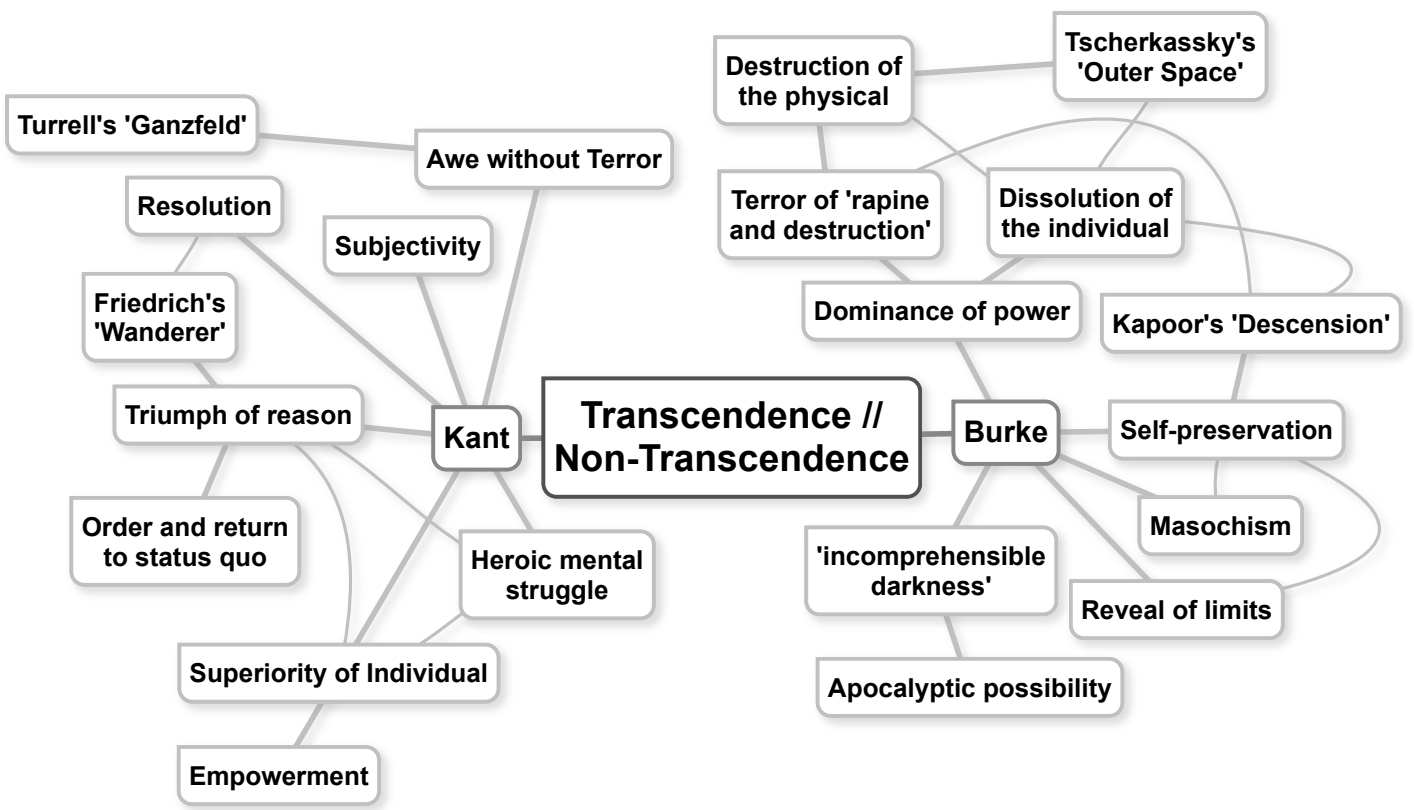 Transcendence //
Non-Transcendence
Kant
Awe without Terror
Turrell's 'Ganzfeld'
Resolution
Subjectivity
Friedrich's
'Wanderer'
Triumph of reason
Order and return
to status quo
Heroic mental
struggle
Superiority of Individual
Empowerment
Burke
Destruction of
the physical
Tscherkassky's
'Outer Space'
Terror of 'rapine
and destruction'
Dissolution of
the individual
Dominance of power
Kapoor's 'Descension'
Self-preservation
Masochism
'incomprehensible
darkness'
Reveal of limits
Apocalyptic possibility